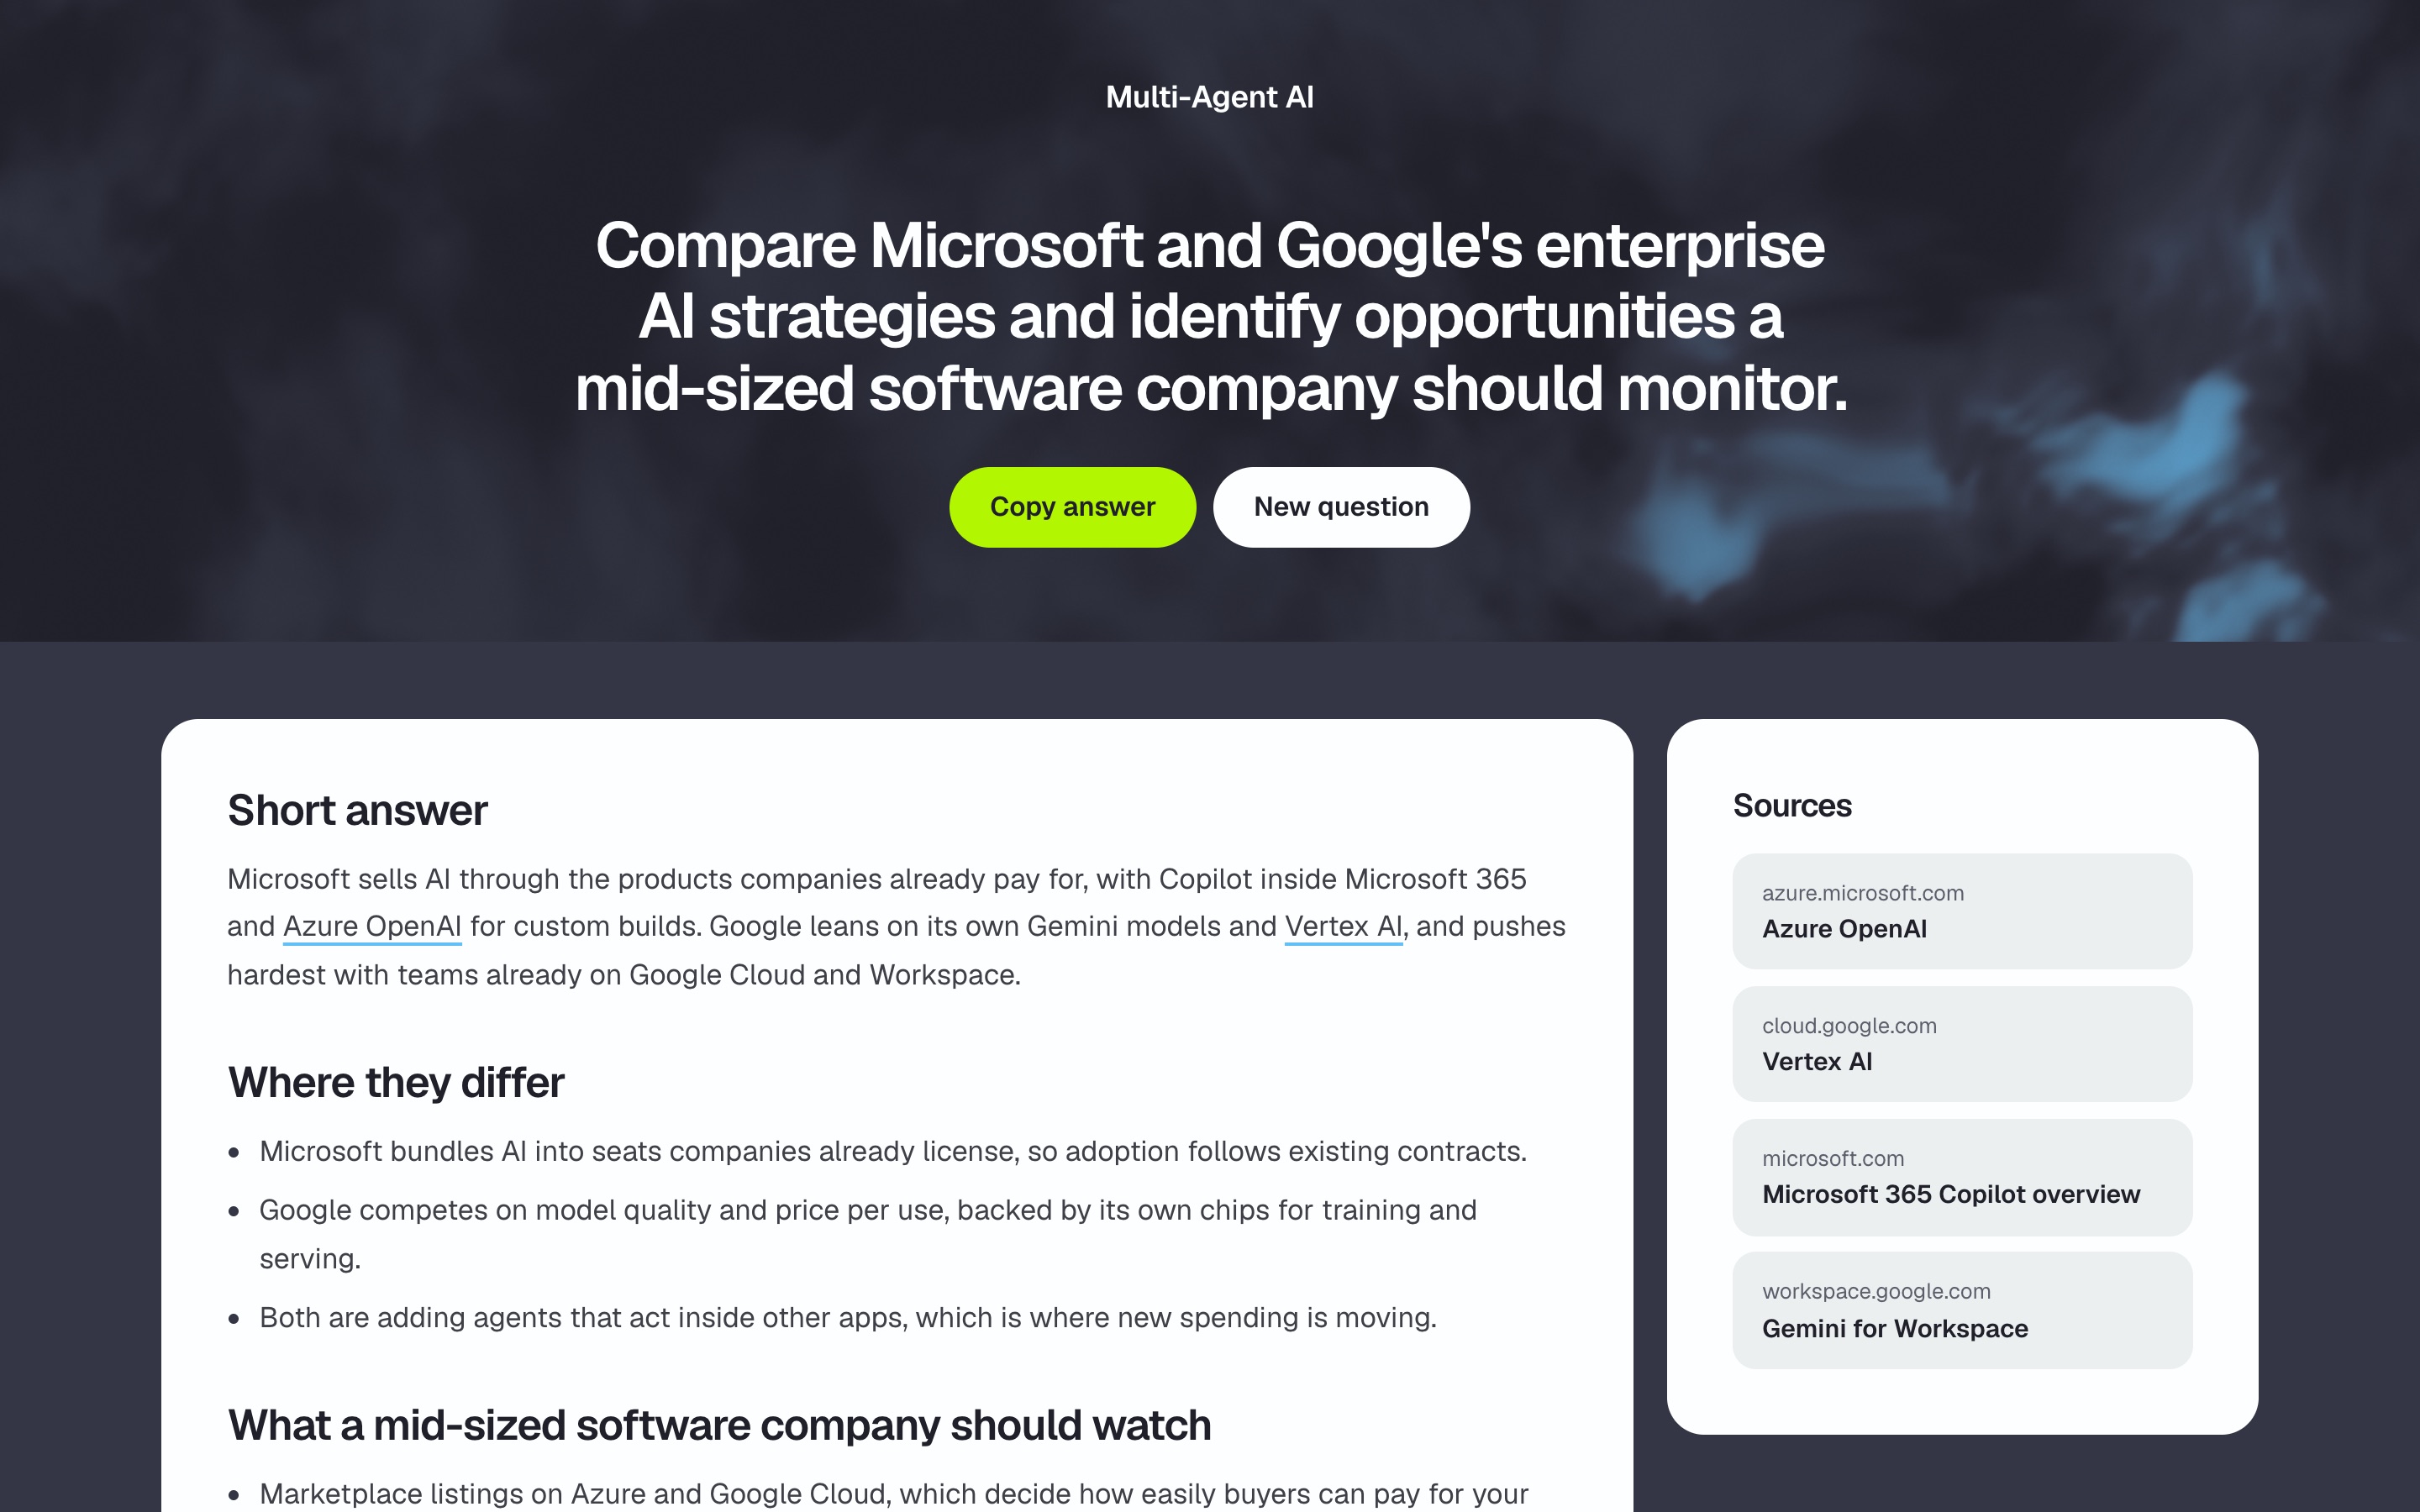 Multi-Agent AI
Compare Microsoft and Google's enterprise
AI strategies and identify opportunities a
mid-sized software company should monitor.
Copy answer
New question
Short answer
Microsoft sells AI through the products companies already pay for, with Copilot inside Microsoft 365
and Azure OpenAI for custom builds. Google leans on its own Gemini models and Vertex AI, and pushes
hardest with teams already on Google Cloud and Workspace.
Where they differ
• Microsoft bundles AI into seats companies already license, so adoption follows existing contracts.
• Google competes on model quality and price per use, backed by its own chips for training and
serving.
• Both are adding agents that act inside other apps, which is where new spending is moving.
What a mid-sized software company should watch
• Marketplace listings on Azure and Google Cloud, which decide how easily buyers can pay for your
Sources
azure.microsoft.com
Azure OpenAI
cloud.google.com
Vertex AI
microsoft.com
Microsoft 365 Copilot overview
workspace.google.com
Gemini for Workspace